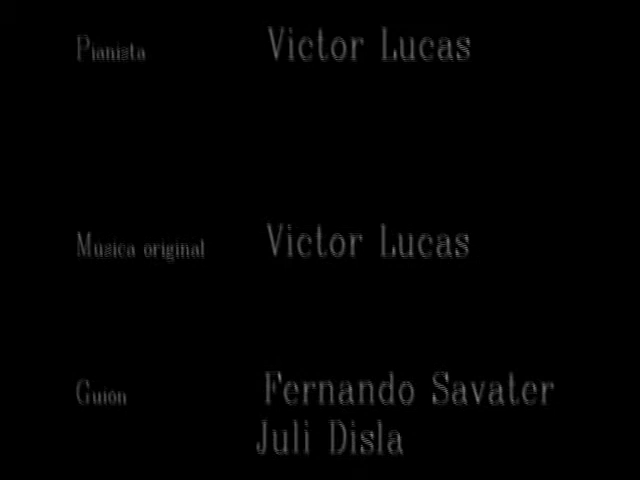 Pianista Victor Lucas
Musica original Victor Lucas
Guion Fernando Savater
Juli Disla